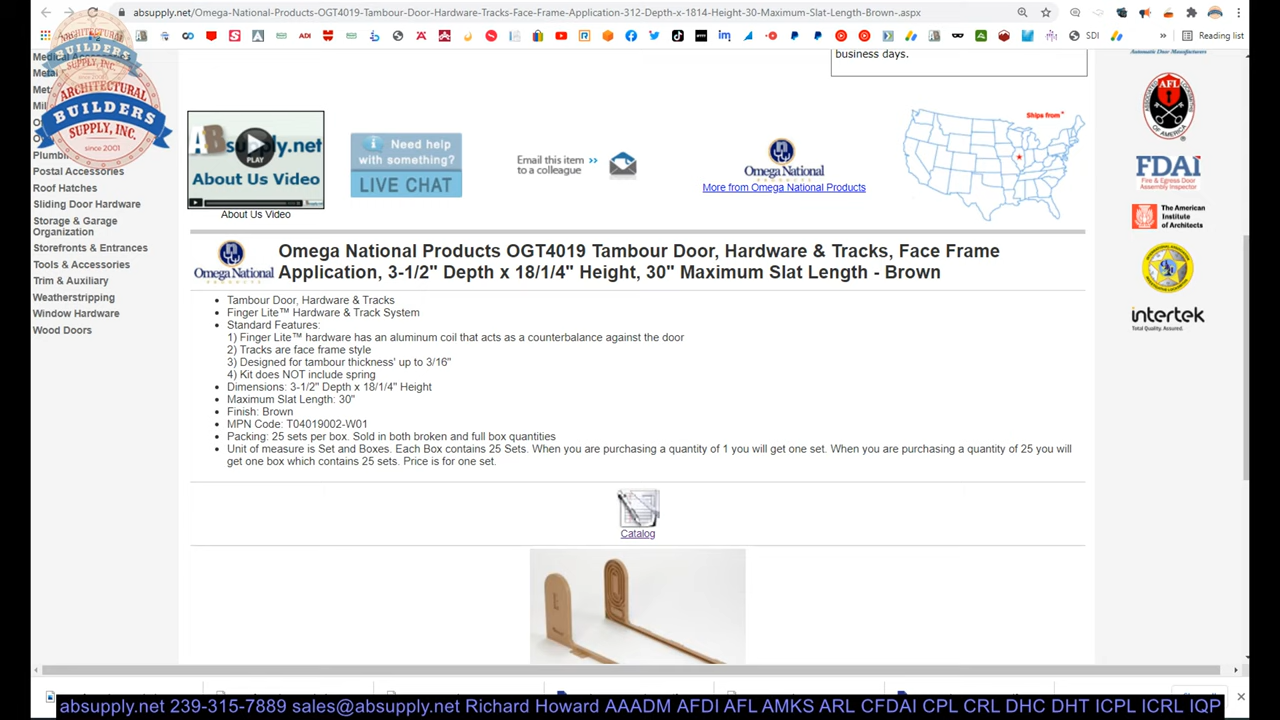 absupply.net/Omega-National-Products-OGT4019-Tambour-Door-Hardware-Tracks-Face-Frame-Application-312-Depth-x-1814-Height-30-Maximum-Slat-Length-Brown-.aspx
SDI
Reading list
ARCHITECTURAL
BUILDERS
SUPPLY, INC.
since 2001
Postal Accessories
Roof Hatches
Sliding Door Hardware
Storage & Garage
Organization
Storefronts & Entrances
Tools & Accessories
Trim & Auxiliary
Weatherstripping
Window Hardware
Wood Doors
business days.
ABsupply.net
PLAY
About Us Video
About Us Video
Need help
with something?
LIVE CHAT
Email this item >>
to a colleague
Omega National
PRODUCTS
More from Omega National Products
Ships from
Omega National
PRODUCTS
Omega National Products OGT4019 Tambour Door, Hardware & Tracks, Face Frame
Application, 3-1/2" Depth x 18/1/4" Height, 30" Maximum Slat Length - Brown
• Tambour Door, Hardware & Tracks
• Finger Lite™ Hardware & Track System
• Standard Features:
1) Finger Lite™ hardware has an aluminum coil that acts as a counterbalance against the door
2) Tracks are face frame style
3) Designed for tambour thickness' up to 3/16"
4) Kit does NOT include spring
• Dimensions: 3-1/2" Depth x 18/1/4" Height
• Maximum Slat Length: 30"
• Finish: Brown
• MPN Code: T04019002-W01
• Packing: 25 sets per box. Sold in both broken and full box quantities
• Unit of measure is Set and Boxes. Each Box contains 25 Sets. When you are purchasing a quantity of 1 you will get one set. When you are purchasing a quantity of 25 you will
get one box which contains 25 sets. Price is for one set.
Catalog
AFL
OF AMERICA
FDAI
Fire & Egress Door
Assembly Inspector
The American
Institute
of Architects
intertek
Total Quality. Assured.
absupply.net 239-315-7889 sales@absupply.net Richard Howard AAADM AFDI AFL AMKS ARL CFDAI CPL CRL DHC DHT ICPL ICRL IQP